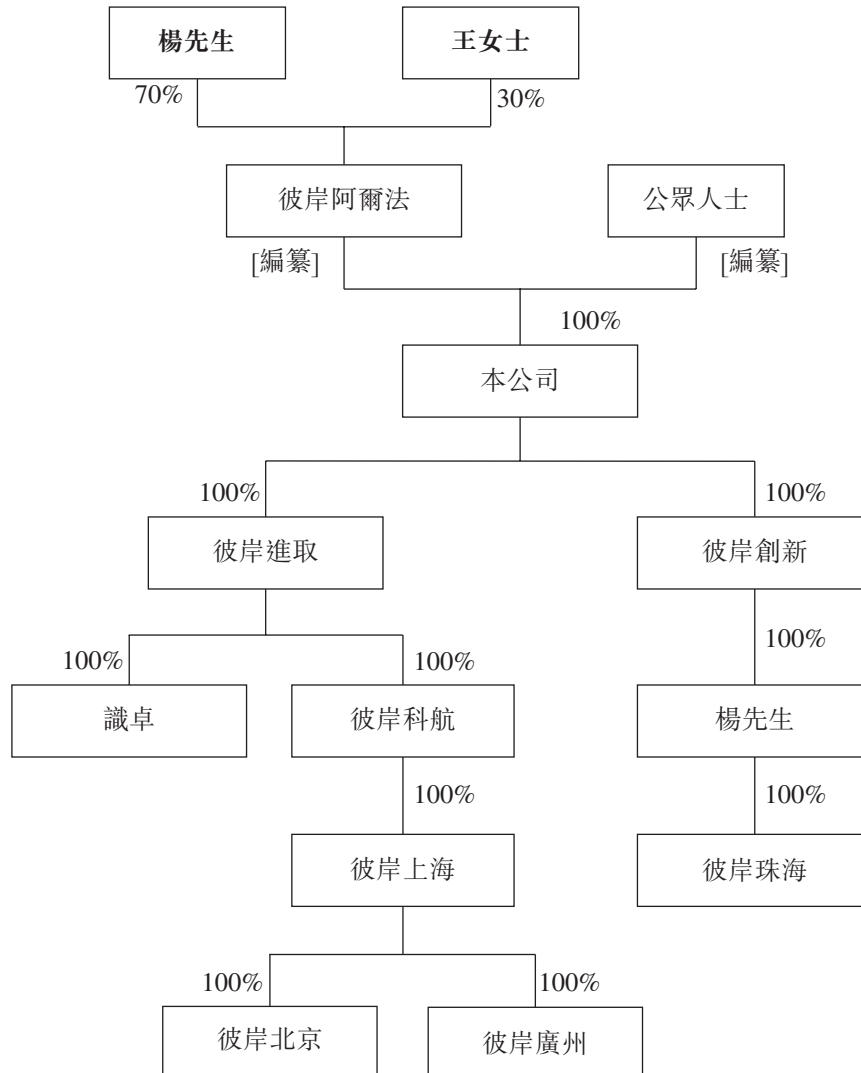 楊先生
王女士
70%
30%
彼岸阿爾法
公眾人士
[編纂]
[編纂]
100%
本公司
100%
100%
彼岸進取
彼岸創新
100%
100%
100%
識卓
彼岸科航
楊先生
100%
100%
彼岸上海
彼岸珠海
100%
100%
彼岸北京
彼岸廣州